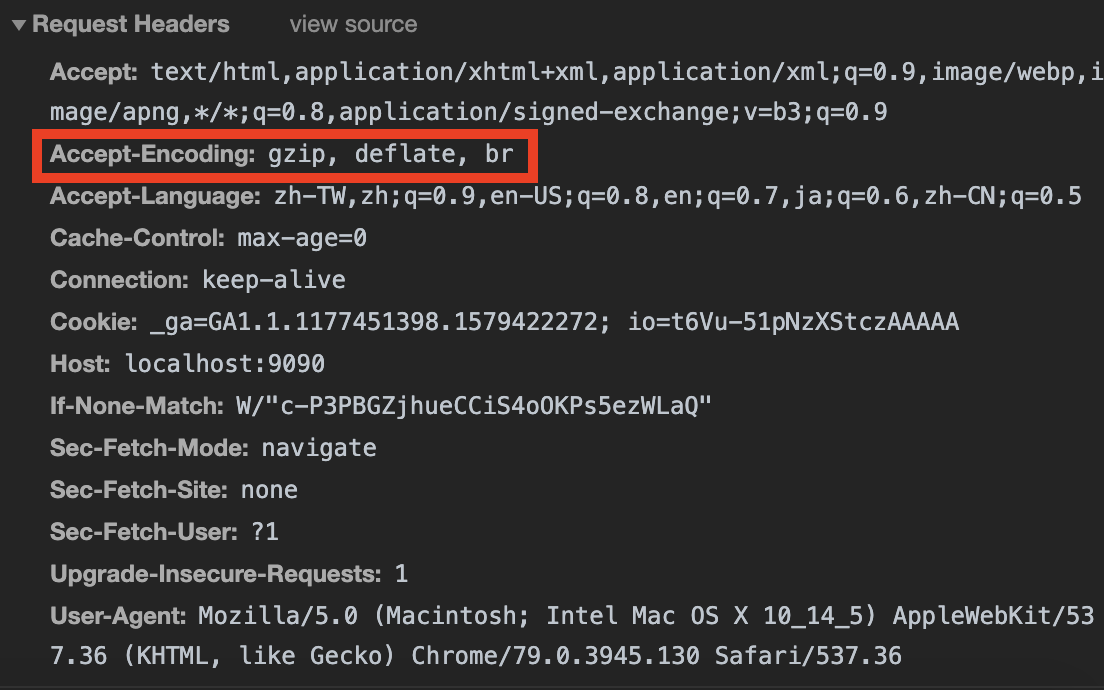 Request Headers view source
Accept: text/html,application/xhtml+xml,application/xml;q=0.9,image/webp,i
mage/apng,*/*;q=0.8,application/signed-exchange;v=b3;q=0.9
Accept-Encoding: gzip, deflate, br
Accept-Language: zh-TW,zh;q=0.9,en-US;q=0.8,en;q=0.7,ja;q=0.6,zh-CN;q=0.5
Cache-Control: max-age=0
Connection: keep-alive
Cookie: _ga=GA1.1.1177451398.1579422272; io=t6Vu-51pNzXStczAAAAA
Host: localhost:9090
If-None-Match: W/"c-P3PBGZjhueCCiS4oOKPs5ezWLaQ"
Sec-Fetch-Mode: navigate
Sec-Fetch-Site: none
Sec-Fetch-User: ?1
Upgrade-Insecure-Requests: 1
User-Agent: Mozilla/5.0 (Macintosh; Intel Mac OS X 10_14_5) AppleWebKit/53
7.36 (KHTML, like Gecko) Chrome/79.0.3945.130 Safari/537.36